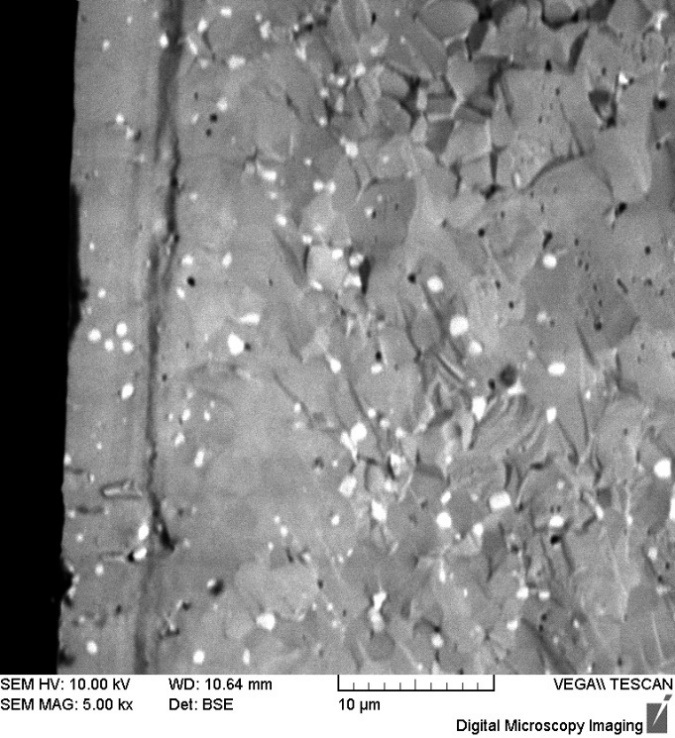 SEM HV: 10.00 kV WD: 10.64 mm VEGA\\ TESCAN
SEM MAG: 5.00 kx Det: BSE 10 µm
Digital Microscopy Imaging